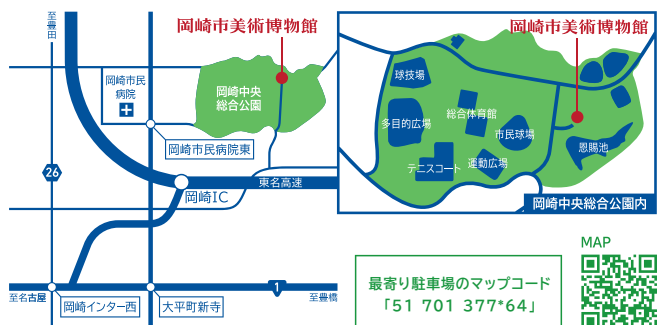 至豊田
岡崎市美術博物館
岡崎市民
病院
岡崎中央
総合公園
岡崎市民病院東
26
東名高速
岡崎IC
至名古屋
岡崎インター西
大平町新寺
1
至豊橋
岡崎市美術博物館
球技場
多目的広場
総合体育館
市民球場
テニスコート
運動広場
恩賜池
岡崎中央総合公園内
最寄り駐車場のマップコード
「51 701 377*64」
MAP